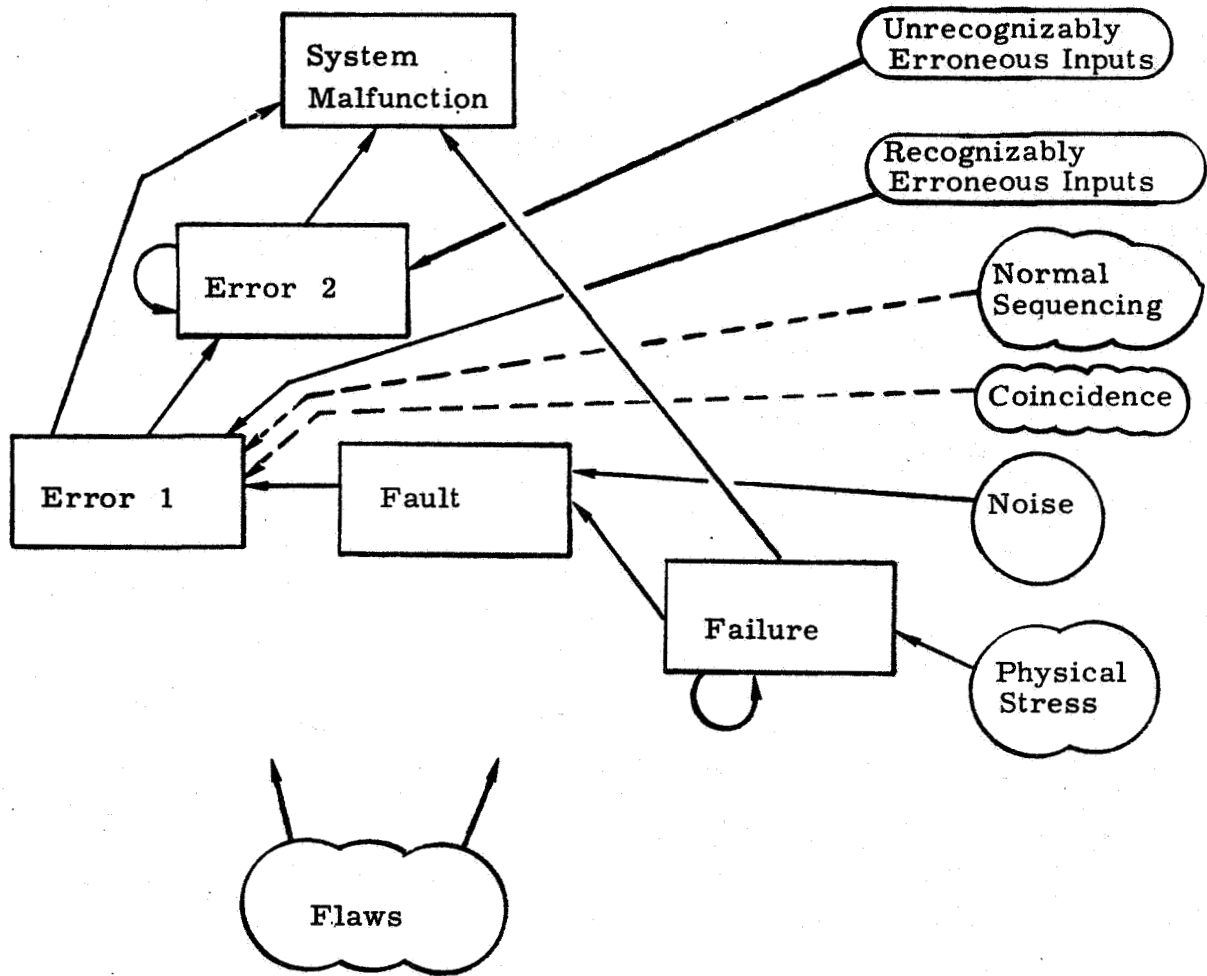 System
Malfunction
Unrecognizably
Erroneous Inputs
Recognizably
Erroneous Inputs
Error 2
Normal
Sequencing
Coincidence
Error 1
Fault
Noise
Failure
Physical
Stress
Flaws